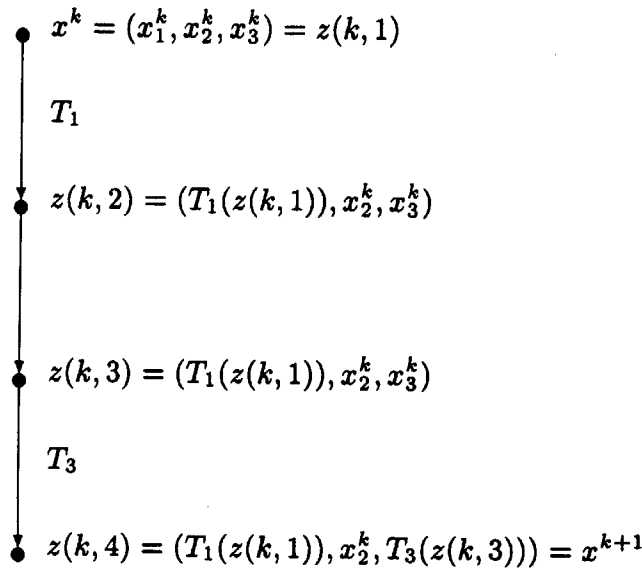 x^k = (x_1^k, x_2^k, x_3^k) = z(k, 1)
T_1
z(k, 2) = (T_1(z(k, 1)), x_2^k, x_3^k)
z(k, 3) = (T_1(z(k, 1)), x_2^k, x_3^k)
T_3
z(k, 4) = (T_1(z(k, 1)), x_2^k, T_3(z(k, 3))) = x^{k+1}